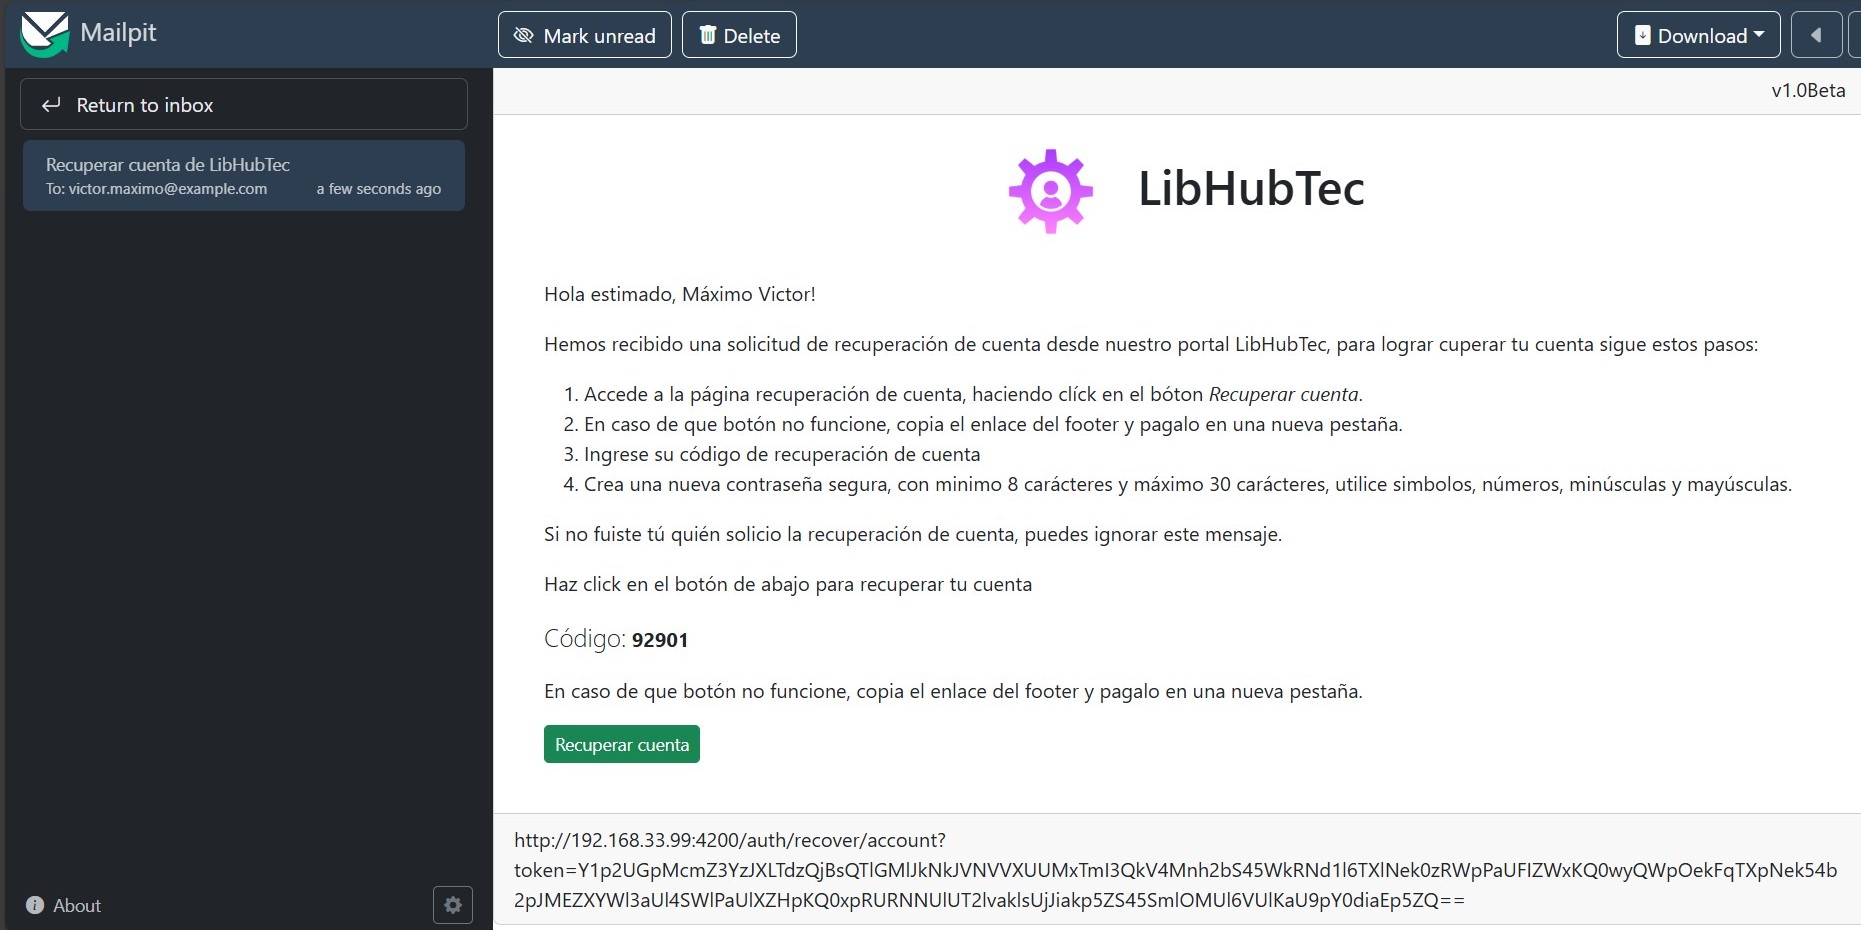 Mailpit
Mark unread
Delete
Download
Return to inbox
v1.0Beta
Recuperar cuenta de LibHubTec
To: victor.maximo@example.com a few seconds ago
LibHubTec
Hola estimado, Máximo Victor!
Hemos recibido una solicitud de recuperación de cuenta desde nuestro portal LibHubTec, para lograr cuperar tu cuenta sigue estos pasos:
1. Accede a la página recuperación de cuenta, haciendo clíck en el bóton Recuperar cuenta.
2. En caso de que botón no funcione, copia el enlace del footer y pagalo en una nueva pestaña.
3. Ingrese su código de recuperación de cuenta
4. Crea una nueva contraseña segura, con minimo 8 carácteres y máximo 30 carácteres, utilice simbolos, números, minúsculas y mayúsculas.
Si no fuiste tú quién solicio la recuperación de cuenta, puedes ignorar este mensaje.
Haz click en el botón de abajo para recuperar tu cuenta
Código: 92901
En caso de que botón no funcione, copia el enlace del footer y pagalo en una nueva pestaña.
Recuperar cuenta
http://192.168.33.99:4200/auth/recover/account?
token=Y1p2UGpMcmZ3YzJXLTdzQjBsQTlGMlJkNkJVNVVXUUMxTmI3QkV4Mnh2bS45WkRNd1l6TXlNek0zRWpPaUFIZWxKQ0wyQWpOekFqTXpNek54b
2pJMEZXYWl3aUl4SWlPaUlXZHpKQ0xpRURNNUlUT2lvaklsUjJiakp5ZS45SmlOMUl6VUlKaU9pY0diaEp5ZQ==
About